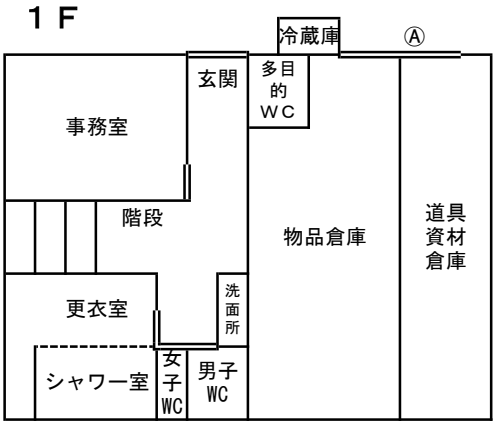 １Ｆ
冷蔵庫
Ⓐ
玄関
多目
的
ＷＣ
事務室
階段
物品倉庫
道具
資材
倉庫
更衣室
洗
面
所
シャワー室
女
子
WC
男子
WC